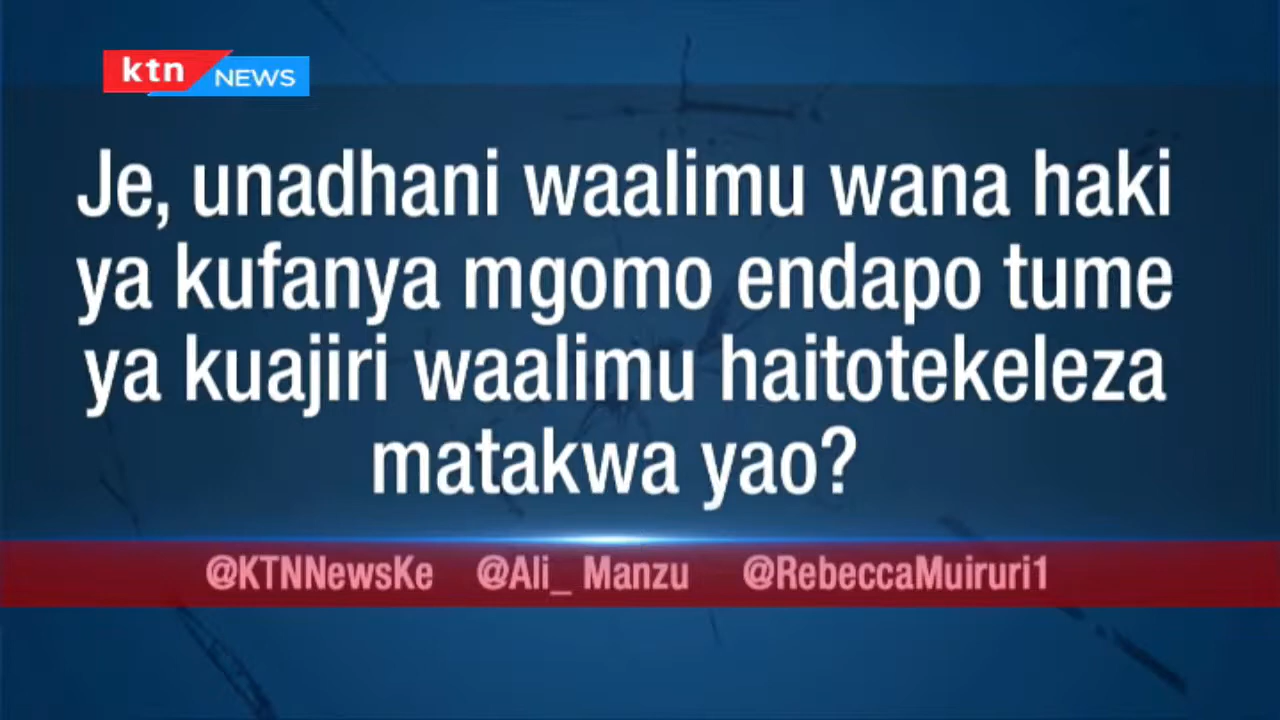 ktn NEWS
Je, unadhani waalimu wana haki
ya kufanya mgomo endapo tume
ya kuajiri waalimu haitotekeleza
matakwa yao?
@KTNNewsKe @Ali_ Manzu @RebeccaMuiruri1